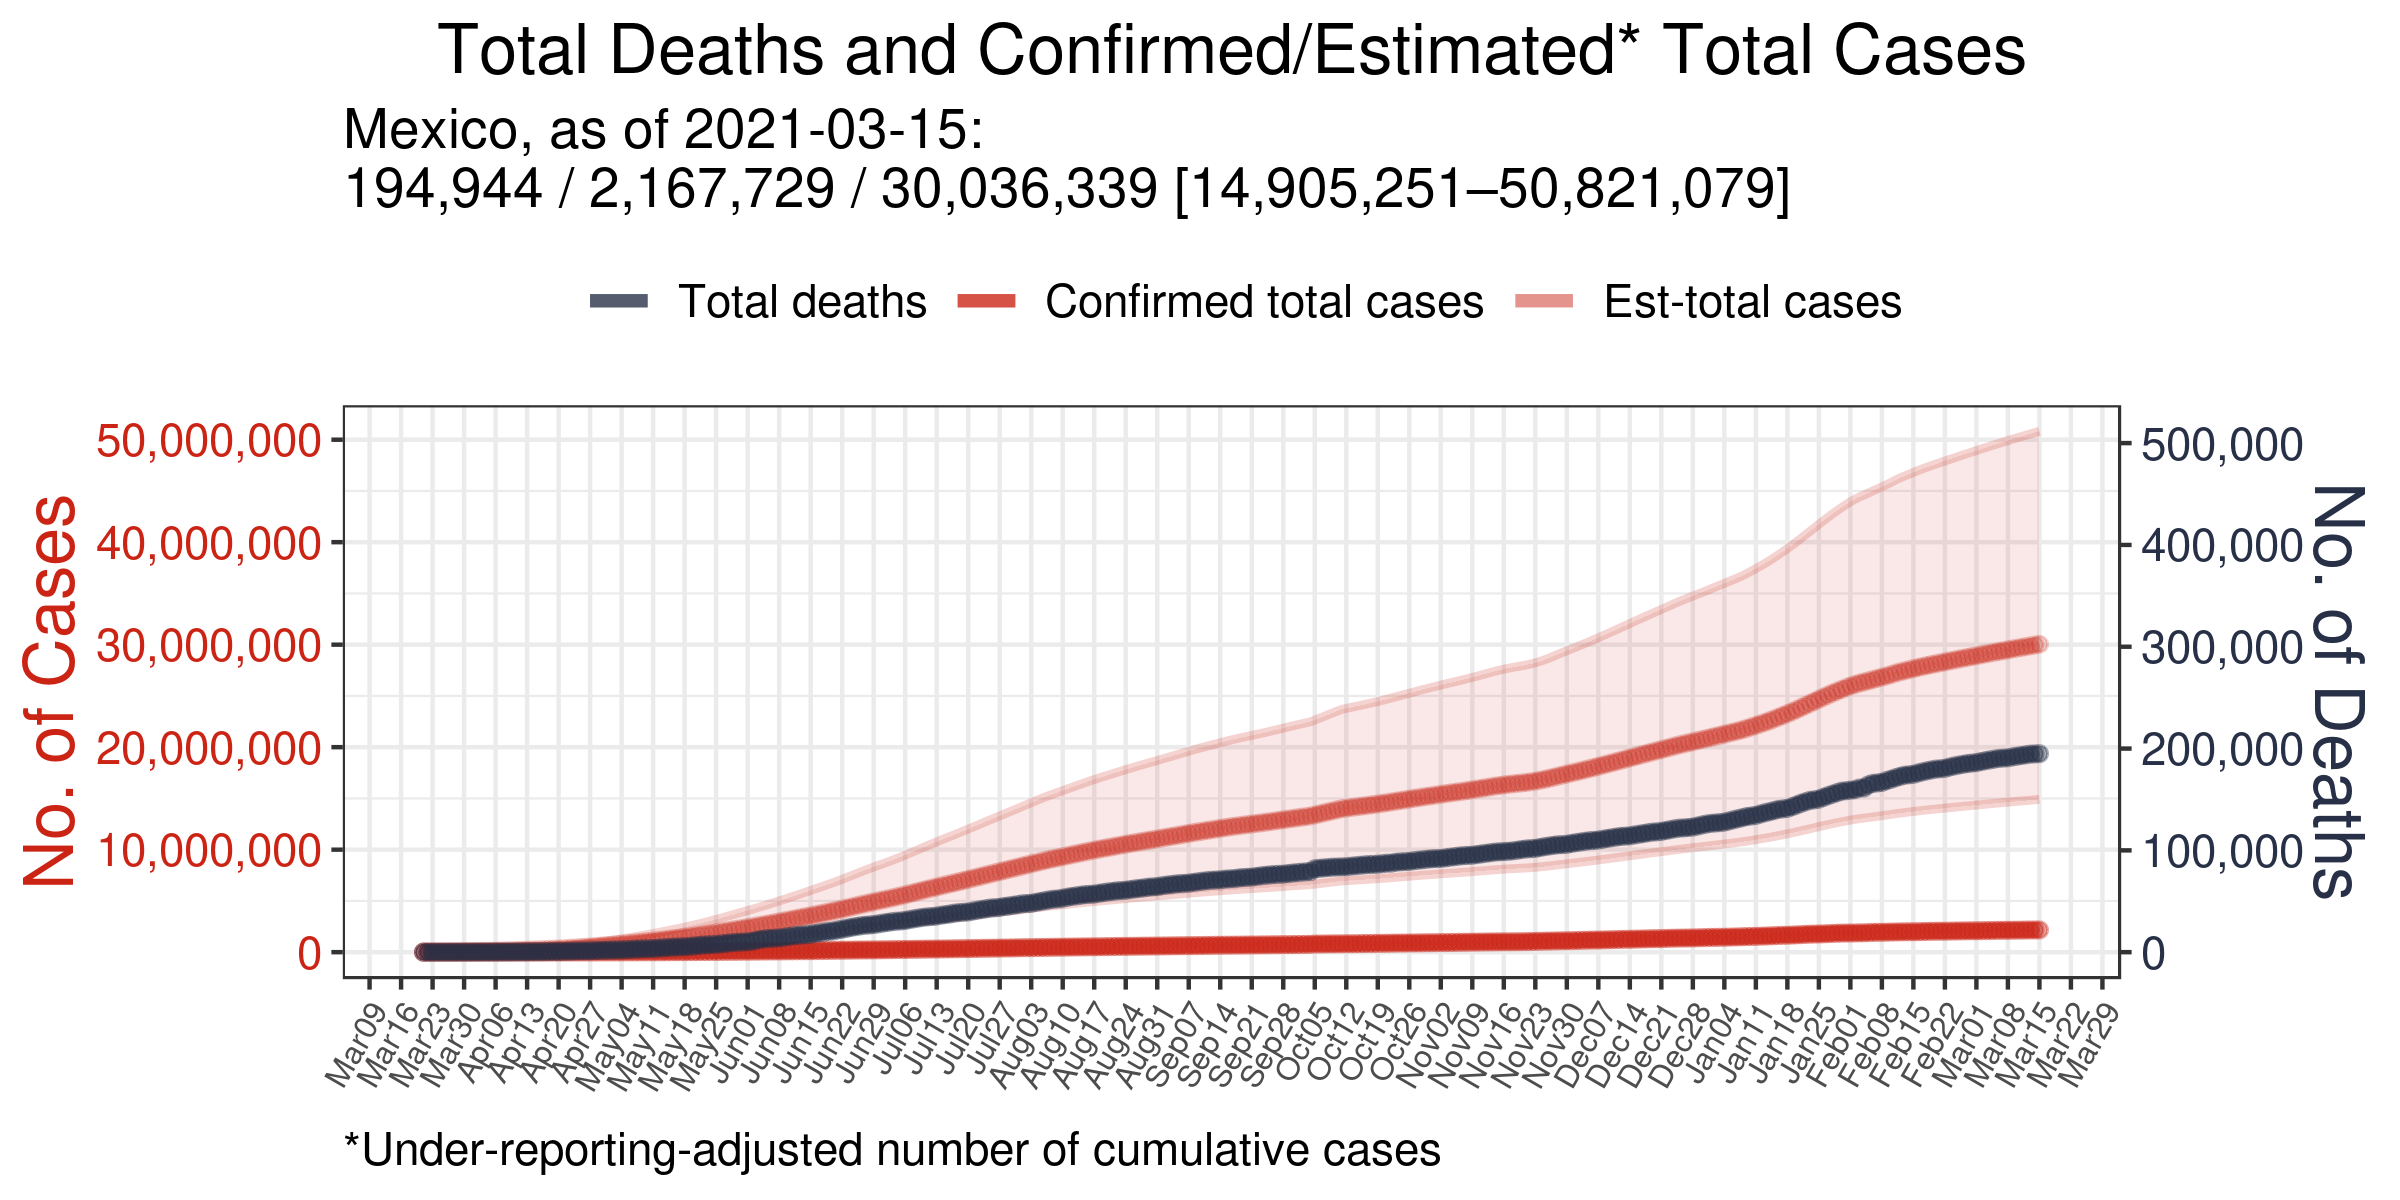 Total Deaths and Confirmed/Estimated* Total Cases
Mexico, as of 2021-03-15:
194,944 / 2,167,729 / 30,036,339 [14,905,251–50,821,079]
Total deaths
Confirmed total cases
Est-total cases
No. of Cases
50,000,000
40,000,000
30,000,000
20,000,000
10,000,000
0
500,000
400,000
300,000
200,000
100,000
0
No. of Deaths
Mar09
Mar16
Mar23
Mar30
Apr06
Apr13
Apr20
Apr27
May04
May11
May18
May25
Jun01
Jun08
Jun15
Jun22
Jun29
Jul06
Jul13
Jul20
Jul27
Aug03
Aug10
Aug17
Aug24
Aug31
Sep07
Sep14
Sep21
Sep28
Oct05
Oct12
Oct19
Oct26
Nov02
Nov09
Nov16
Nov23
Nov30
Dec07
Dec14
Dec21
Dec28
Jan04
Jan11
Jan18
Jan25
Feb01
Feb08
Feb15
Feb22
Mar01
Mar08
Mar15
Mar22
Mar29
*Under-reporting-adjusted number of cumulative cases